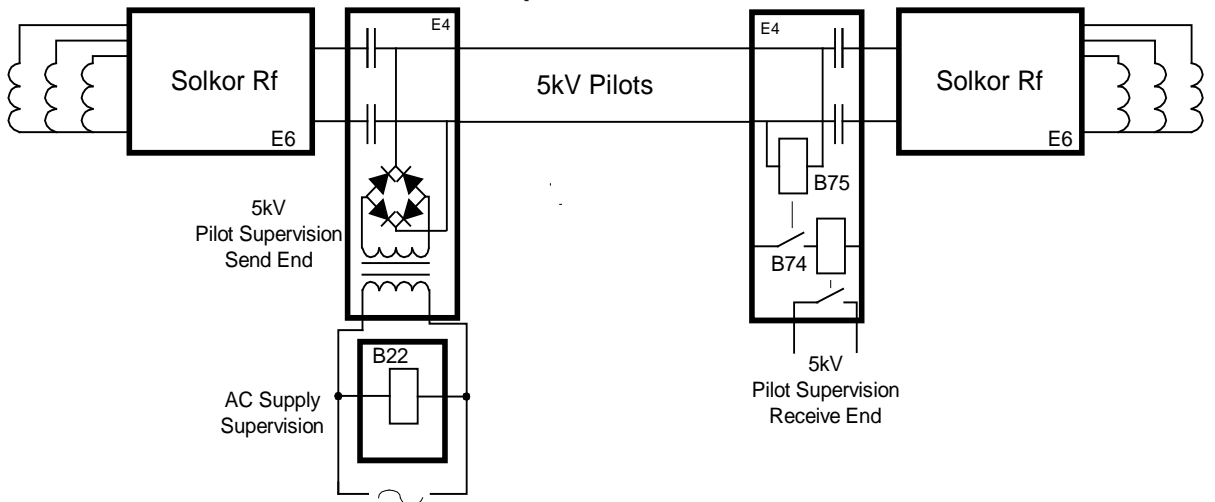 E4
E4
Solkor Rf
5kV Pilots
Solkor Rf
E6
E6
B75
5kV
Pilot Supervision
Send End
B74
B22
5kV
Pilot Supervision
Receive End
AC Supply
Supervision